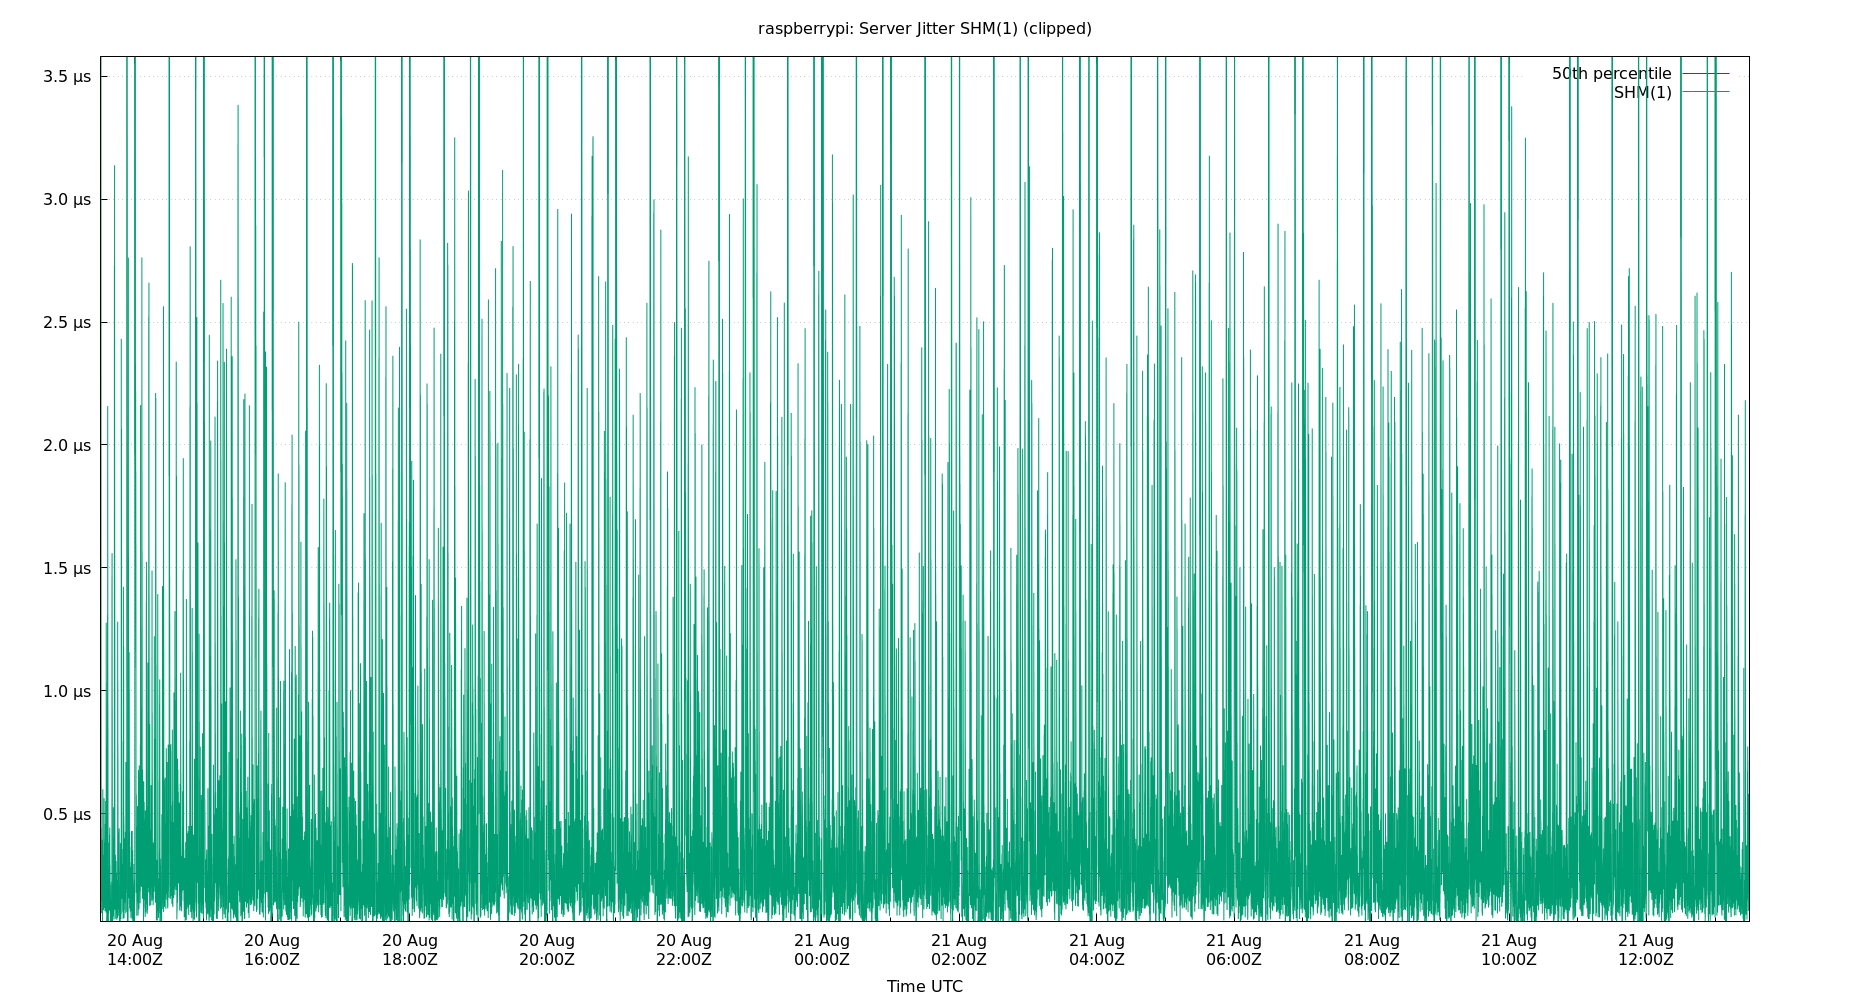 raspberrypi: Server Jitter SHM(1) (clipped)
50th percentile
SHM(1)
3.5 µs
3.0 µs
2.5 µs
2.0 µs
1.5 µs
1.0 µs
0.5 µs
20 Aug 20 Aug 20 Aug 20 Aug 20 Aug 21 Aug 21 Aug 21 Aug 21 Aug 21 Aug 21 Aug 21 Aug
14:00Z 16:00Z 18:00Z 20:00Z 22:00Z 00:00Z 02:00Z 04:00Z 06:00Z 08:00Z 10:00Z 12:00Z
Time UTC